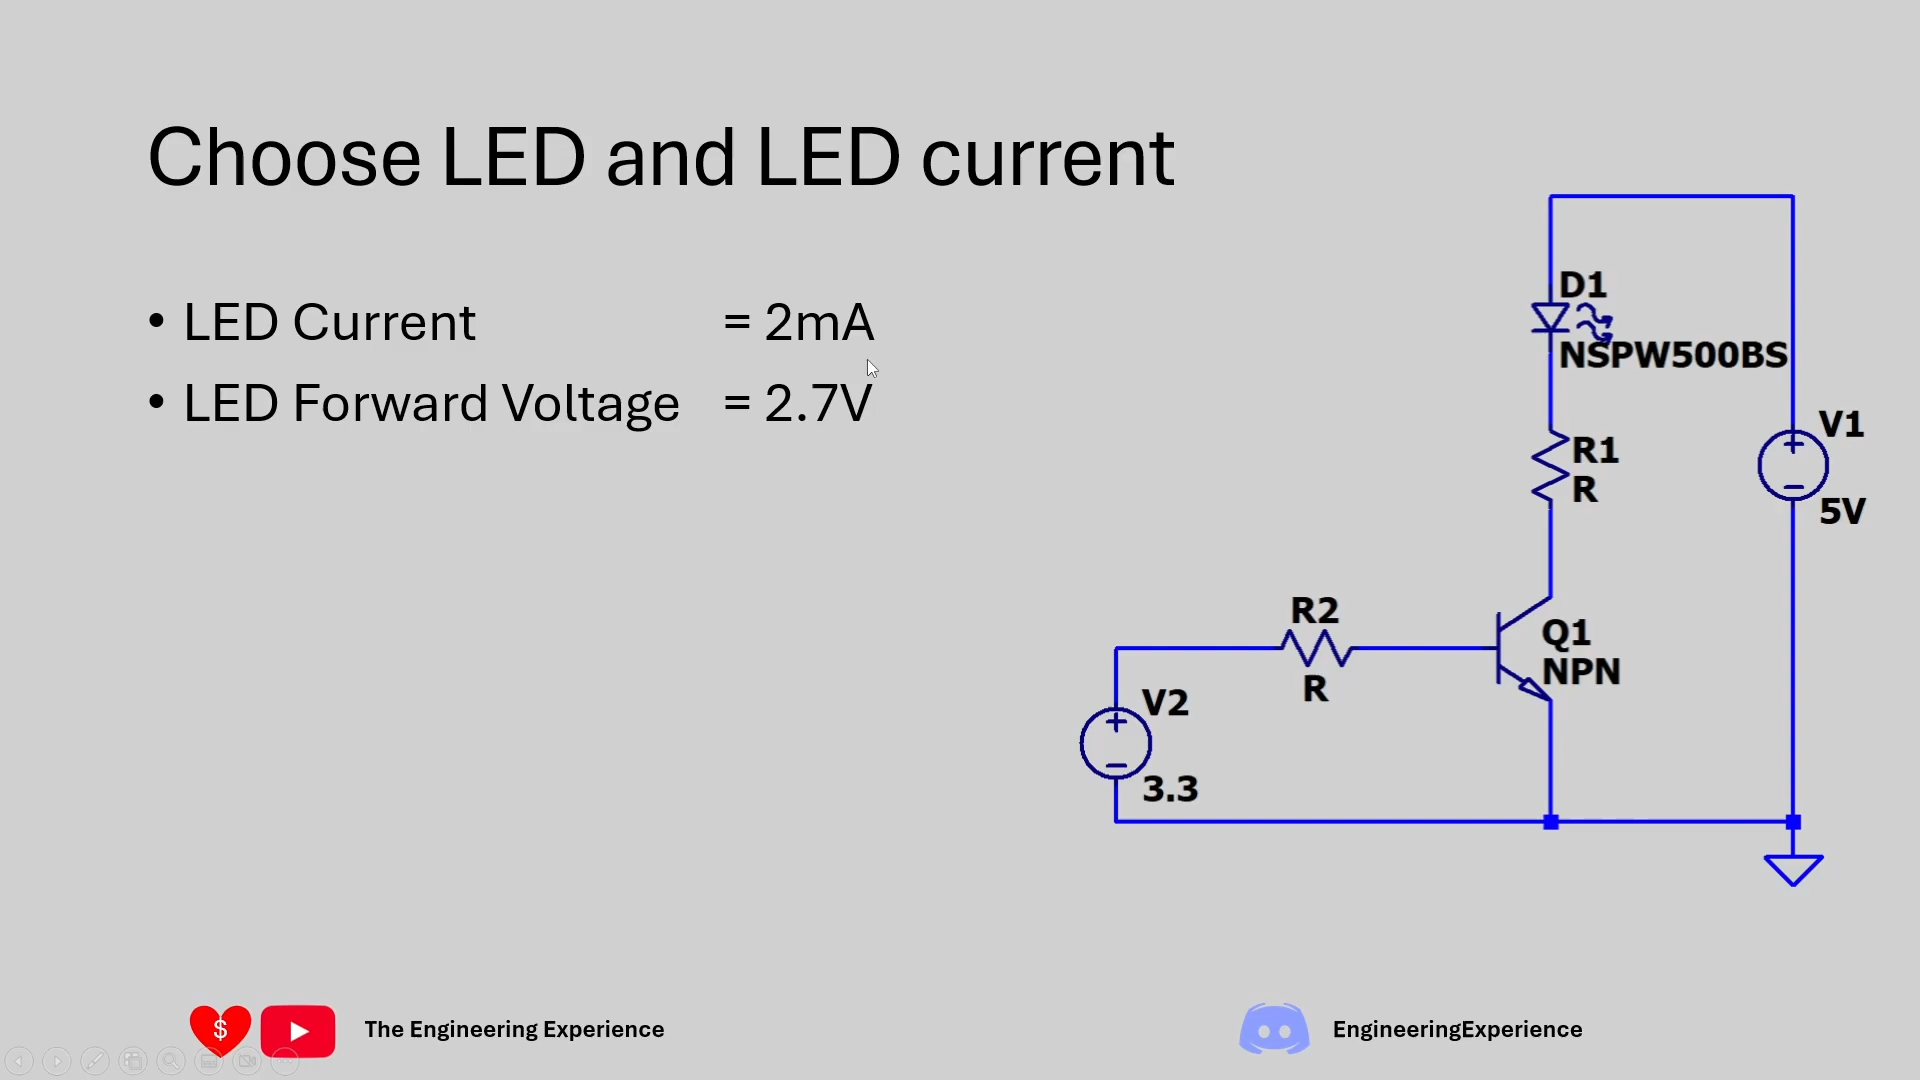 Choose LED and LED current
• LED Current = 2mA
• LED Forward Voltage = 2.7V
D1
NSPW500BS
R1
R
V1
+
−
5V
R2
R
Q1
NPN
V2
+
−
3.3
$
The Engineering Experience
EngineeringExperience